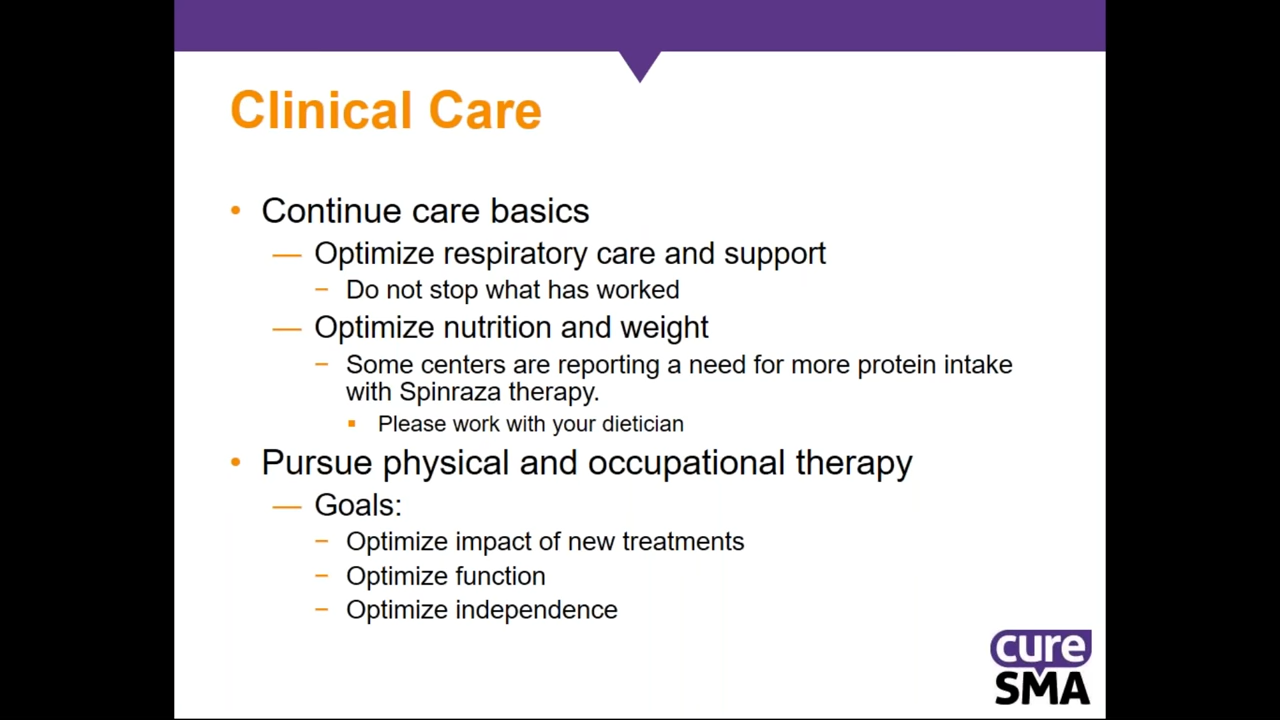 Clinical Care
• Continue care basics
— Optimize respiratory care and support
– Do not stop what has worked
— Optimize nutrition and weight
– Some centers are reporting a need for more protein intake
with Spinraza therapy.
▪ Please work with your dietician
• Pursue physical and occupational therapy
— Goals:
– Optimize impact of new treatments
– Optimize function
– Optimize independence
cure
SMA